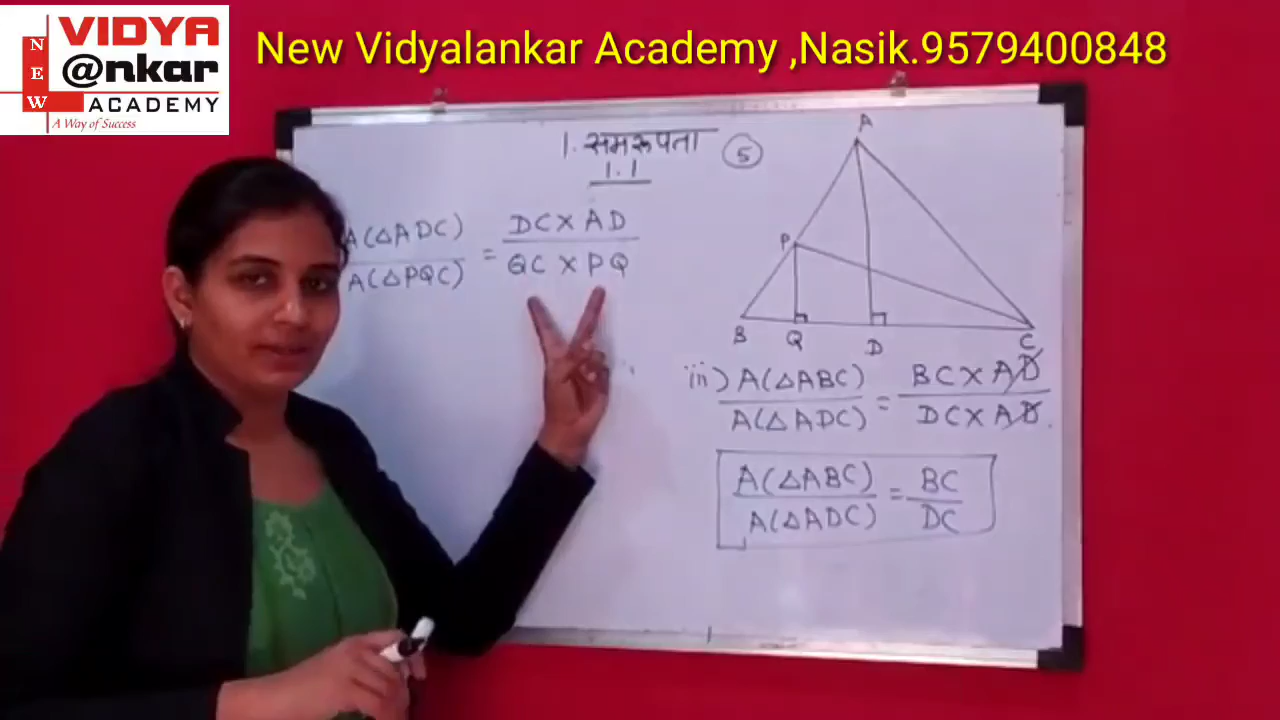 VIDYA
NEW
@nkar
ACADEMY
A Way of Success
New Vidyalankar Academy ,Nasik.9579400848
1. समरूपता
5
1.1
A(△ADC) / A(△PQC) = DC X AD / QC X PQ
A
P
B Q D C
iii) A(△ABC) / A(△ADC) = BC X AD / DC X AD.
A(△ABC) / A(△ADC) = BC / DC